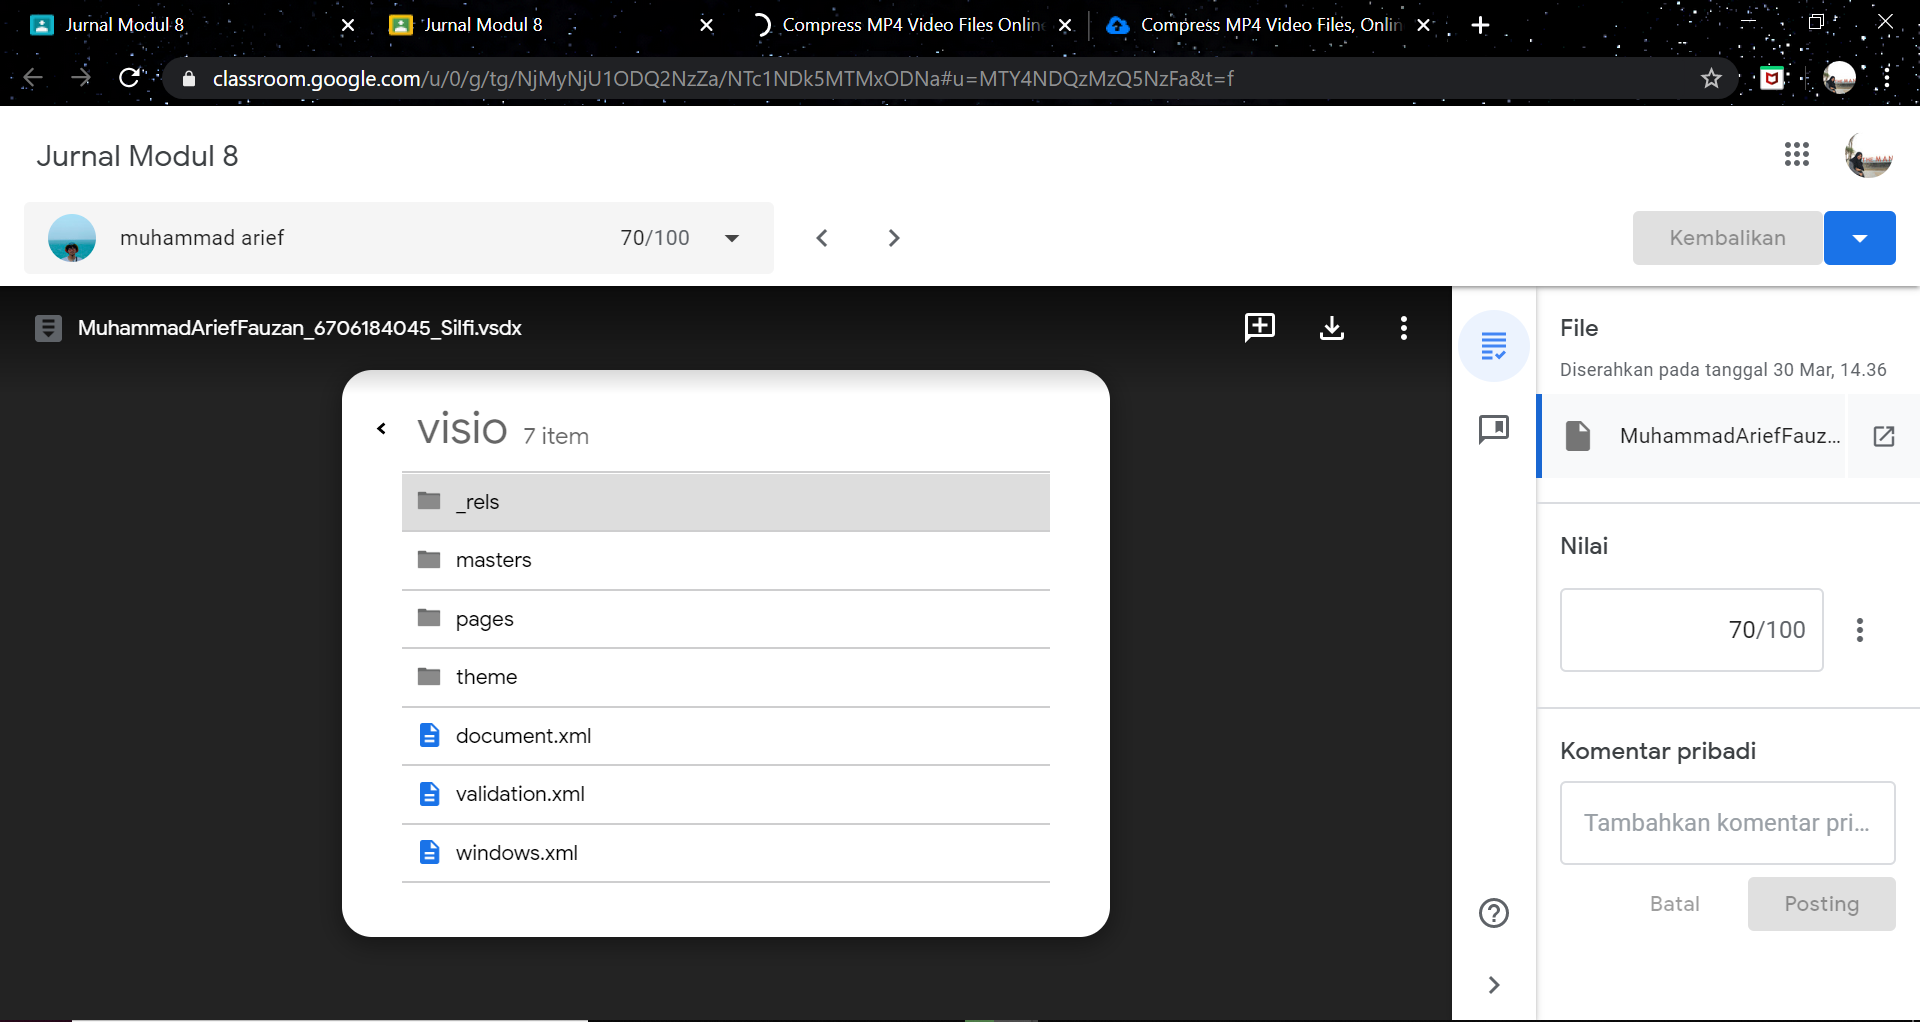 Jurnal Modul 8
Jurnal Modul 8
Compress MP4 Video Files Online
Compress MP4 Video Files, Onlin
classroom.google.com/u/0/g/tg/NjMyNjU1ODQ2NzZa/NTc1NDk5MTMxODNa#u=MTY4NDQzMzQ5NzFa&t=f
Jurnal Modul 8
muhammad arief 70/100
Kembalikan
MuhammadAriefFauzan_6706184045_Silfi.vsdx
visio 7 item
_rels
masters
pages
theme
document.xml
validation.xml
windows.xml
File
Diserahkan pada tanggal 30 Mar, 14.36
MuhammadAriefFauz...
Nilai
70/100
Komentar pribadi
Tambahkan komentar pri...
Batal Posting